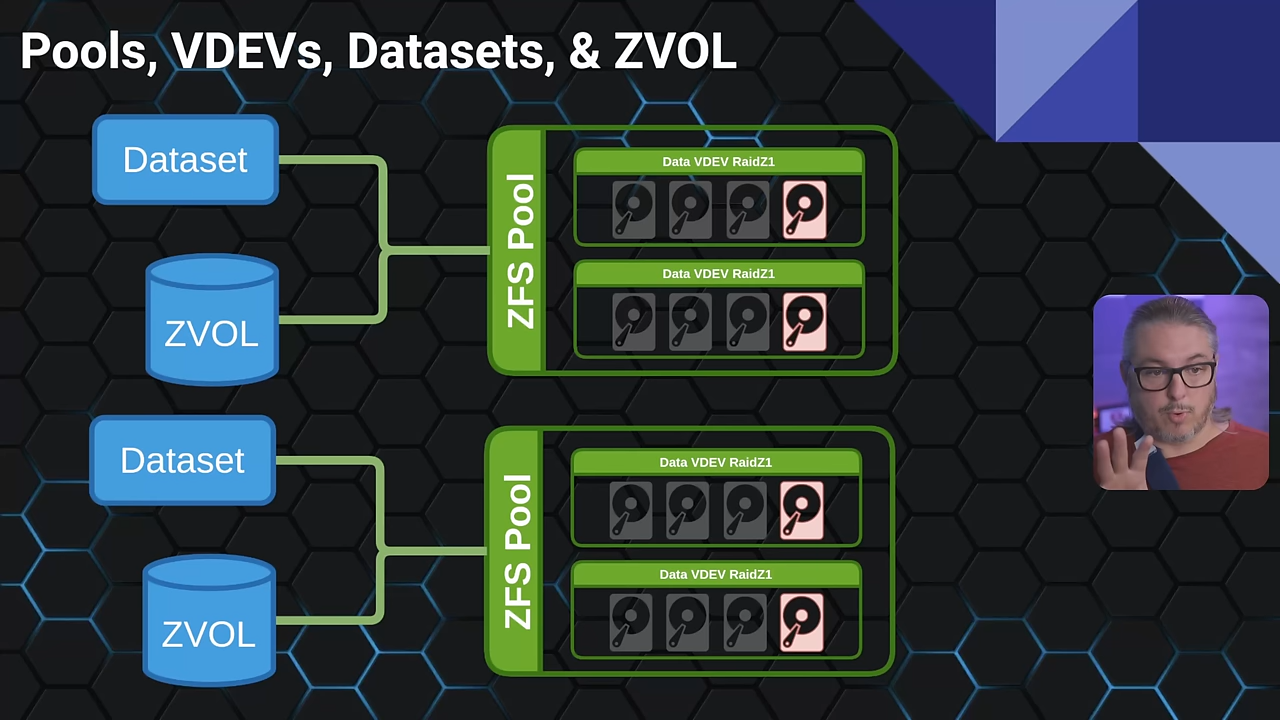 Pools, VDEVs, Datasets, & ZVOL
Dataset
ZVOL
ZFS Pool
Data VDEV RaidZ1
Data VDEV RaidZ1
Dataset
ZVOL
ZFS Pool
Data VDEV RaidZ1
Data VDEV RaidZ1